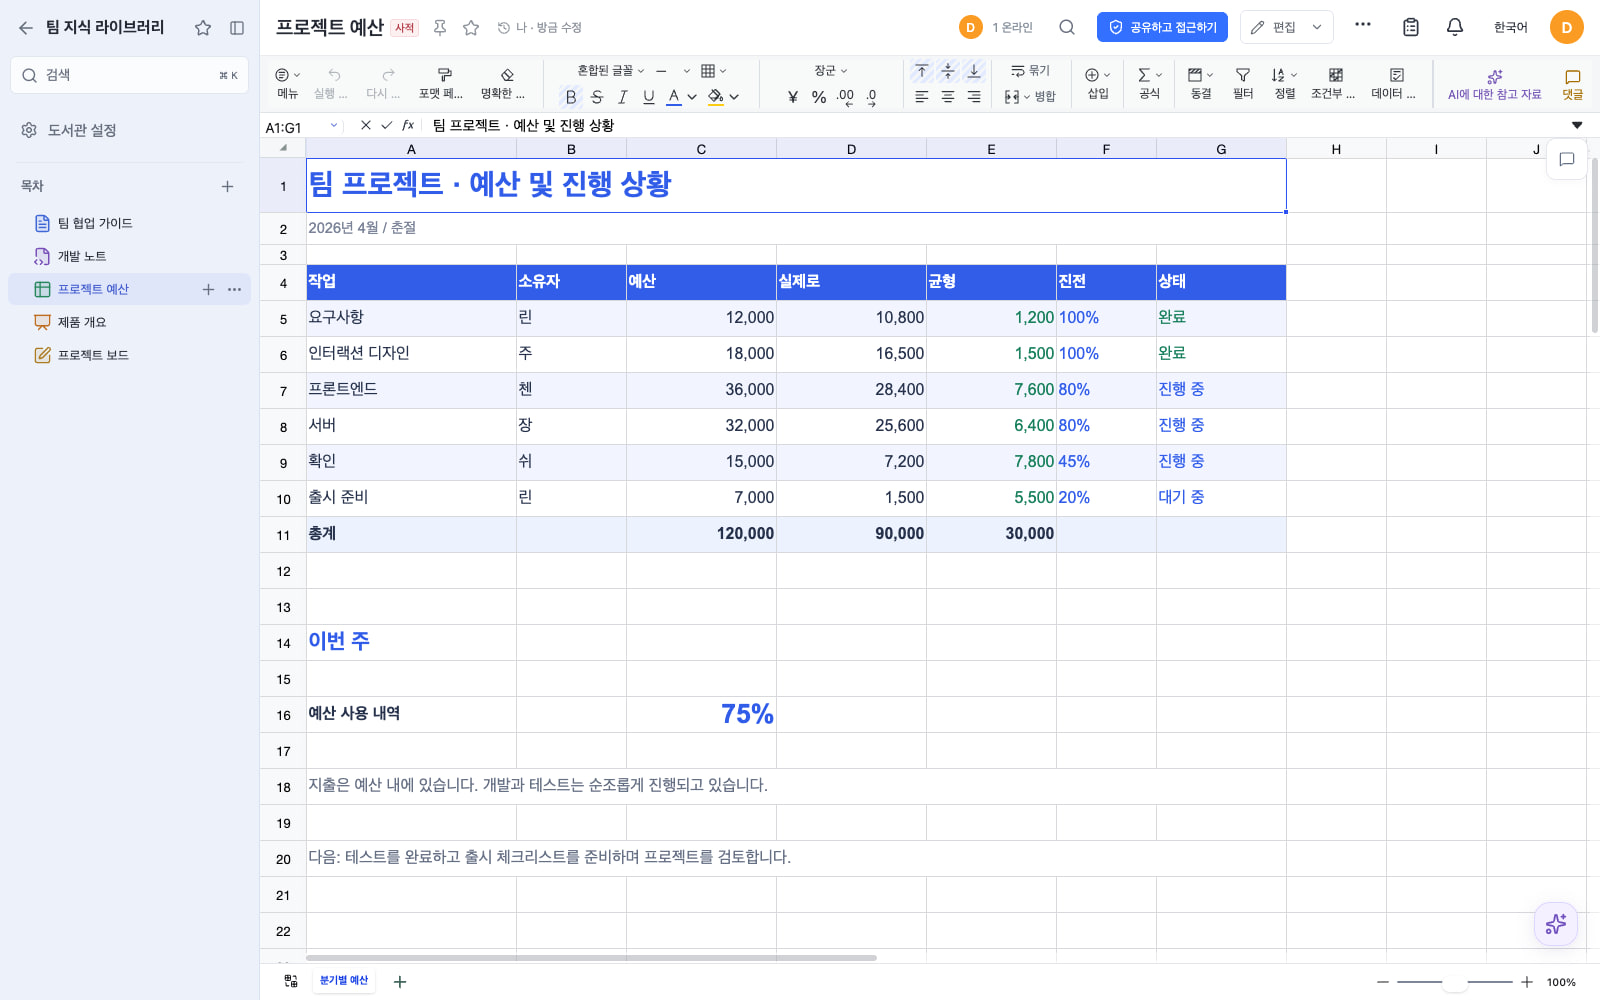 팀 지식 라이브러리
검색
⌘ K
도서관 설정
목차
팀 협업 가이드
개발 노트
프로젝트 예산
제품 개요
프로젝트 보드
프로젝트 예산 사적
나 · 방금 수정
D 1 온라인
공유하고 접근하기
편집
한국어
D
메뉴
실행 ...
다시 ...
포맷 페...
명확한 ...
혼합된 글꼴
B S I U A
장군
¥ % .00 .0
묶기
병합
삽입
공식
동결
필터
정렬
조건부 ...
데이터 ...
AI에 대한 참고 자료
댓글
A1:G1
fx
팀 프로젝트 · 예산 및 진행 상황
A B C D E F G H I J
1 팀 프로젝트 · 예산 및 진행 상황
2 2026년 4월 / 춘절
3
4 작업 소유자 예산 실제로 균형 진전 상태
5 요구사항 린 12,000 10,800 1,200 100% 완료
6 인터랙션 디자인 주 18,000 16,500 1,500 100% 완료
7 프론트엔드 첸 36,000 28,400 7,600 80% 진행 중
8 서버 장 32,000 25,600 6,400 80% 진행 중
9 확인 쉬 15,000 7,200 7,800 45% 진행 중
10 출시 준비 린 7,000 1,500 5,500 20% 대기 중
11 총계 120,000 90,000 30,000
12
13
14 이번 주
15
16 예산 사용 내역 75%
17
18 지출은 예산 내에 있습니다. 개발과 테스트는 순조롭게 진행되고 있습니다.
19
20 다음: 테스트를 완료하고 출시 체크리스트를 준비하며 프로젝트를 검토합니다.
21
22
분기별 예산
100%